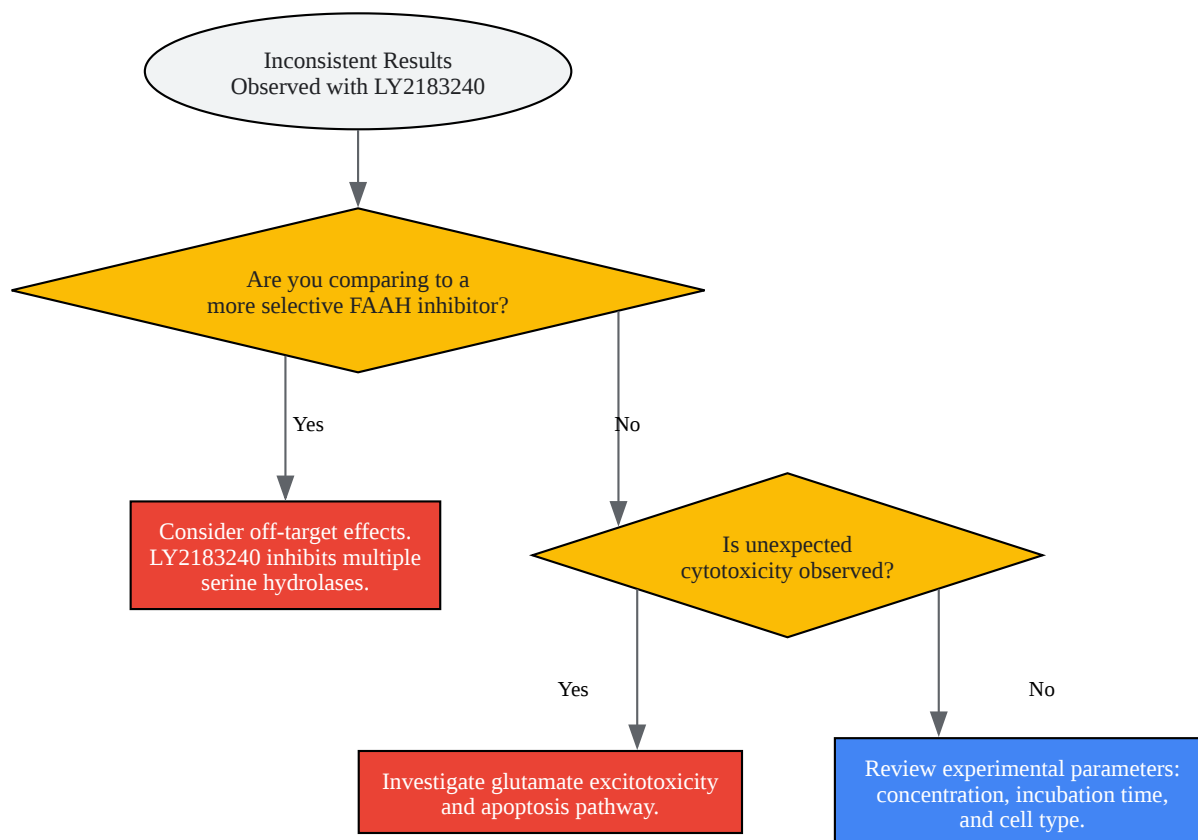 Inconsistent Results
Observed with LY2183240
Are you comparing to a
more selective FAAH inhibitor?
Yes
No
Consider off-target effects.
LY2183240 inhibits multiple
serine hydrolases.
Is unexpected
cytotoxicity observed?
Yes
No
Investigate glutamate excitotoxicity
and apoptosis pathway.
Review experimental parameters:
concentration, incubation time,
and cell type.